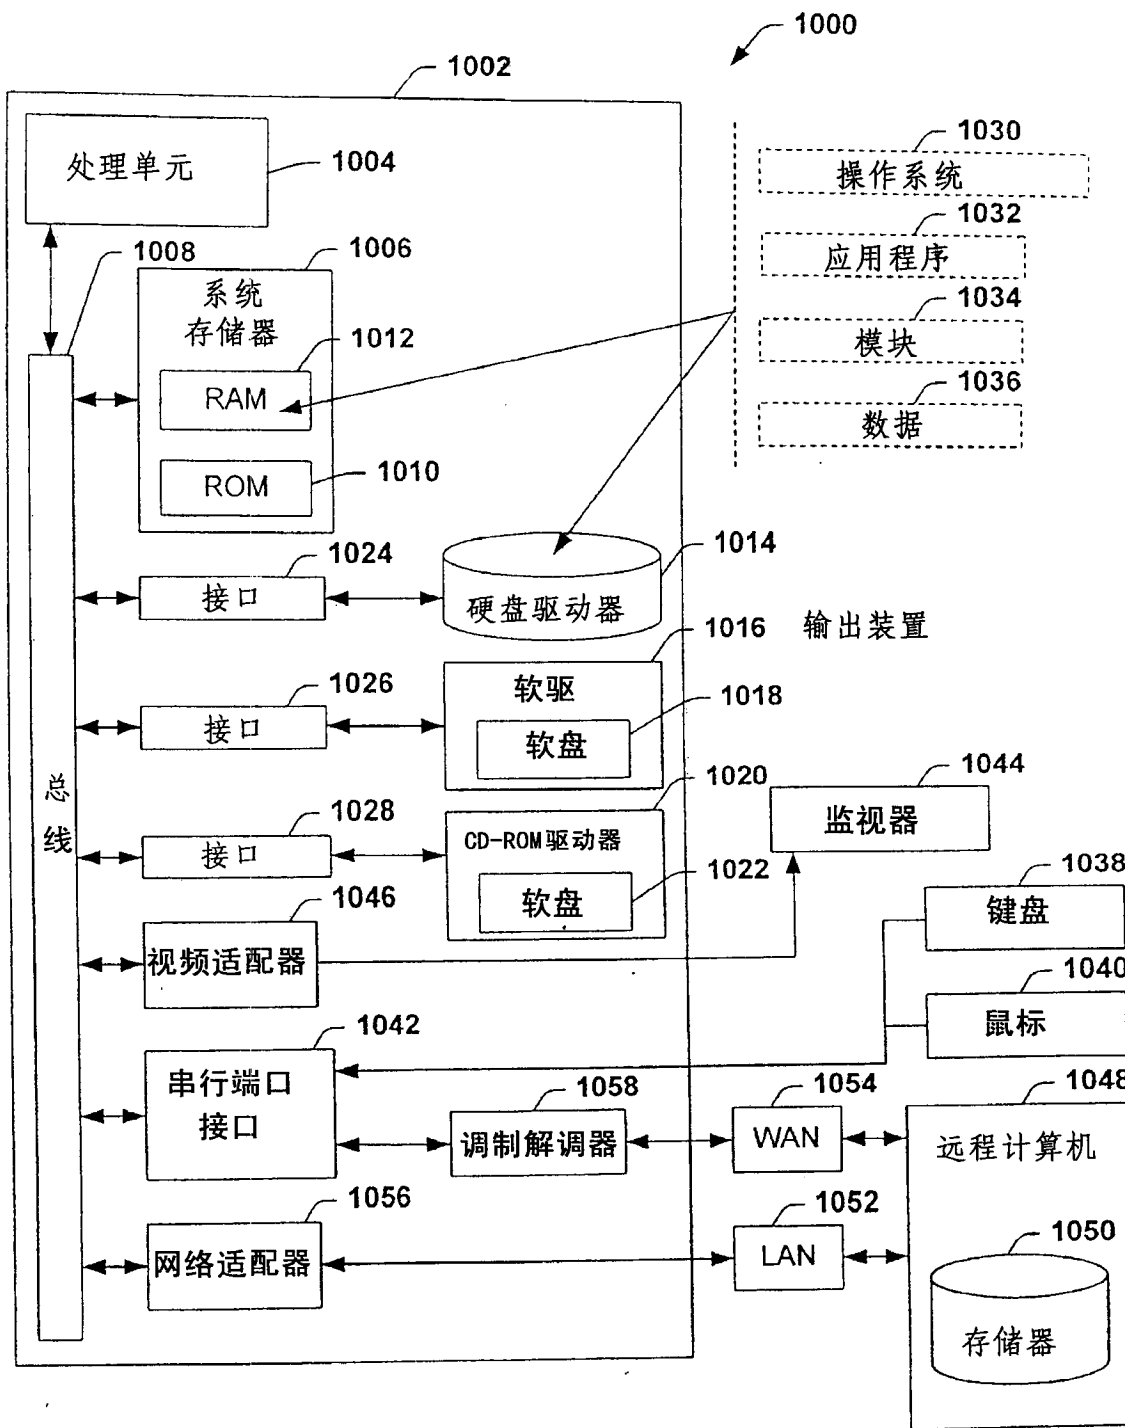 1000
1002
处理单元
1004
1030
操作系统
1032
应用程序
1034
模块
1036
数据
1008
1006
系统
存储器
1012
RAM
1010
ROM
1024
接口
1014
硬盘驱动器
1016
输出装置
1026
接口
软驱
1018
软盘
总
线
1028
接口
1020
CD-ROM驱动器
1022
软盘
1044
监视器
1038
键盘
1046
视频适配器
1040
鼠标
1042
串行端口
接口
1058
调制解调器
1054
WAN
1048
远程计算机
1056
网络适配器
1052
LAN
1050
存储器